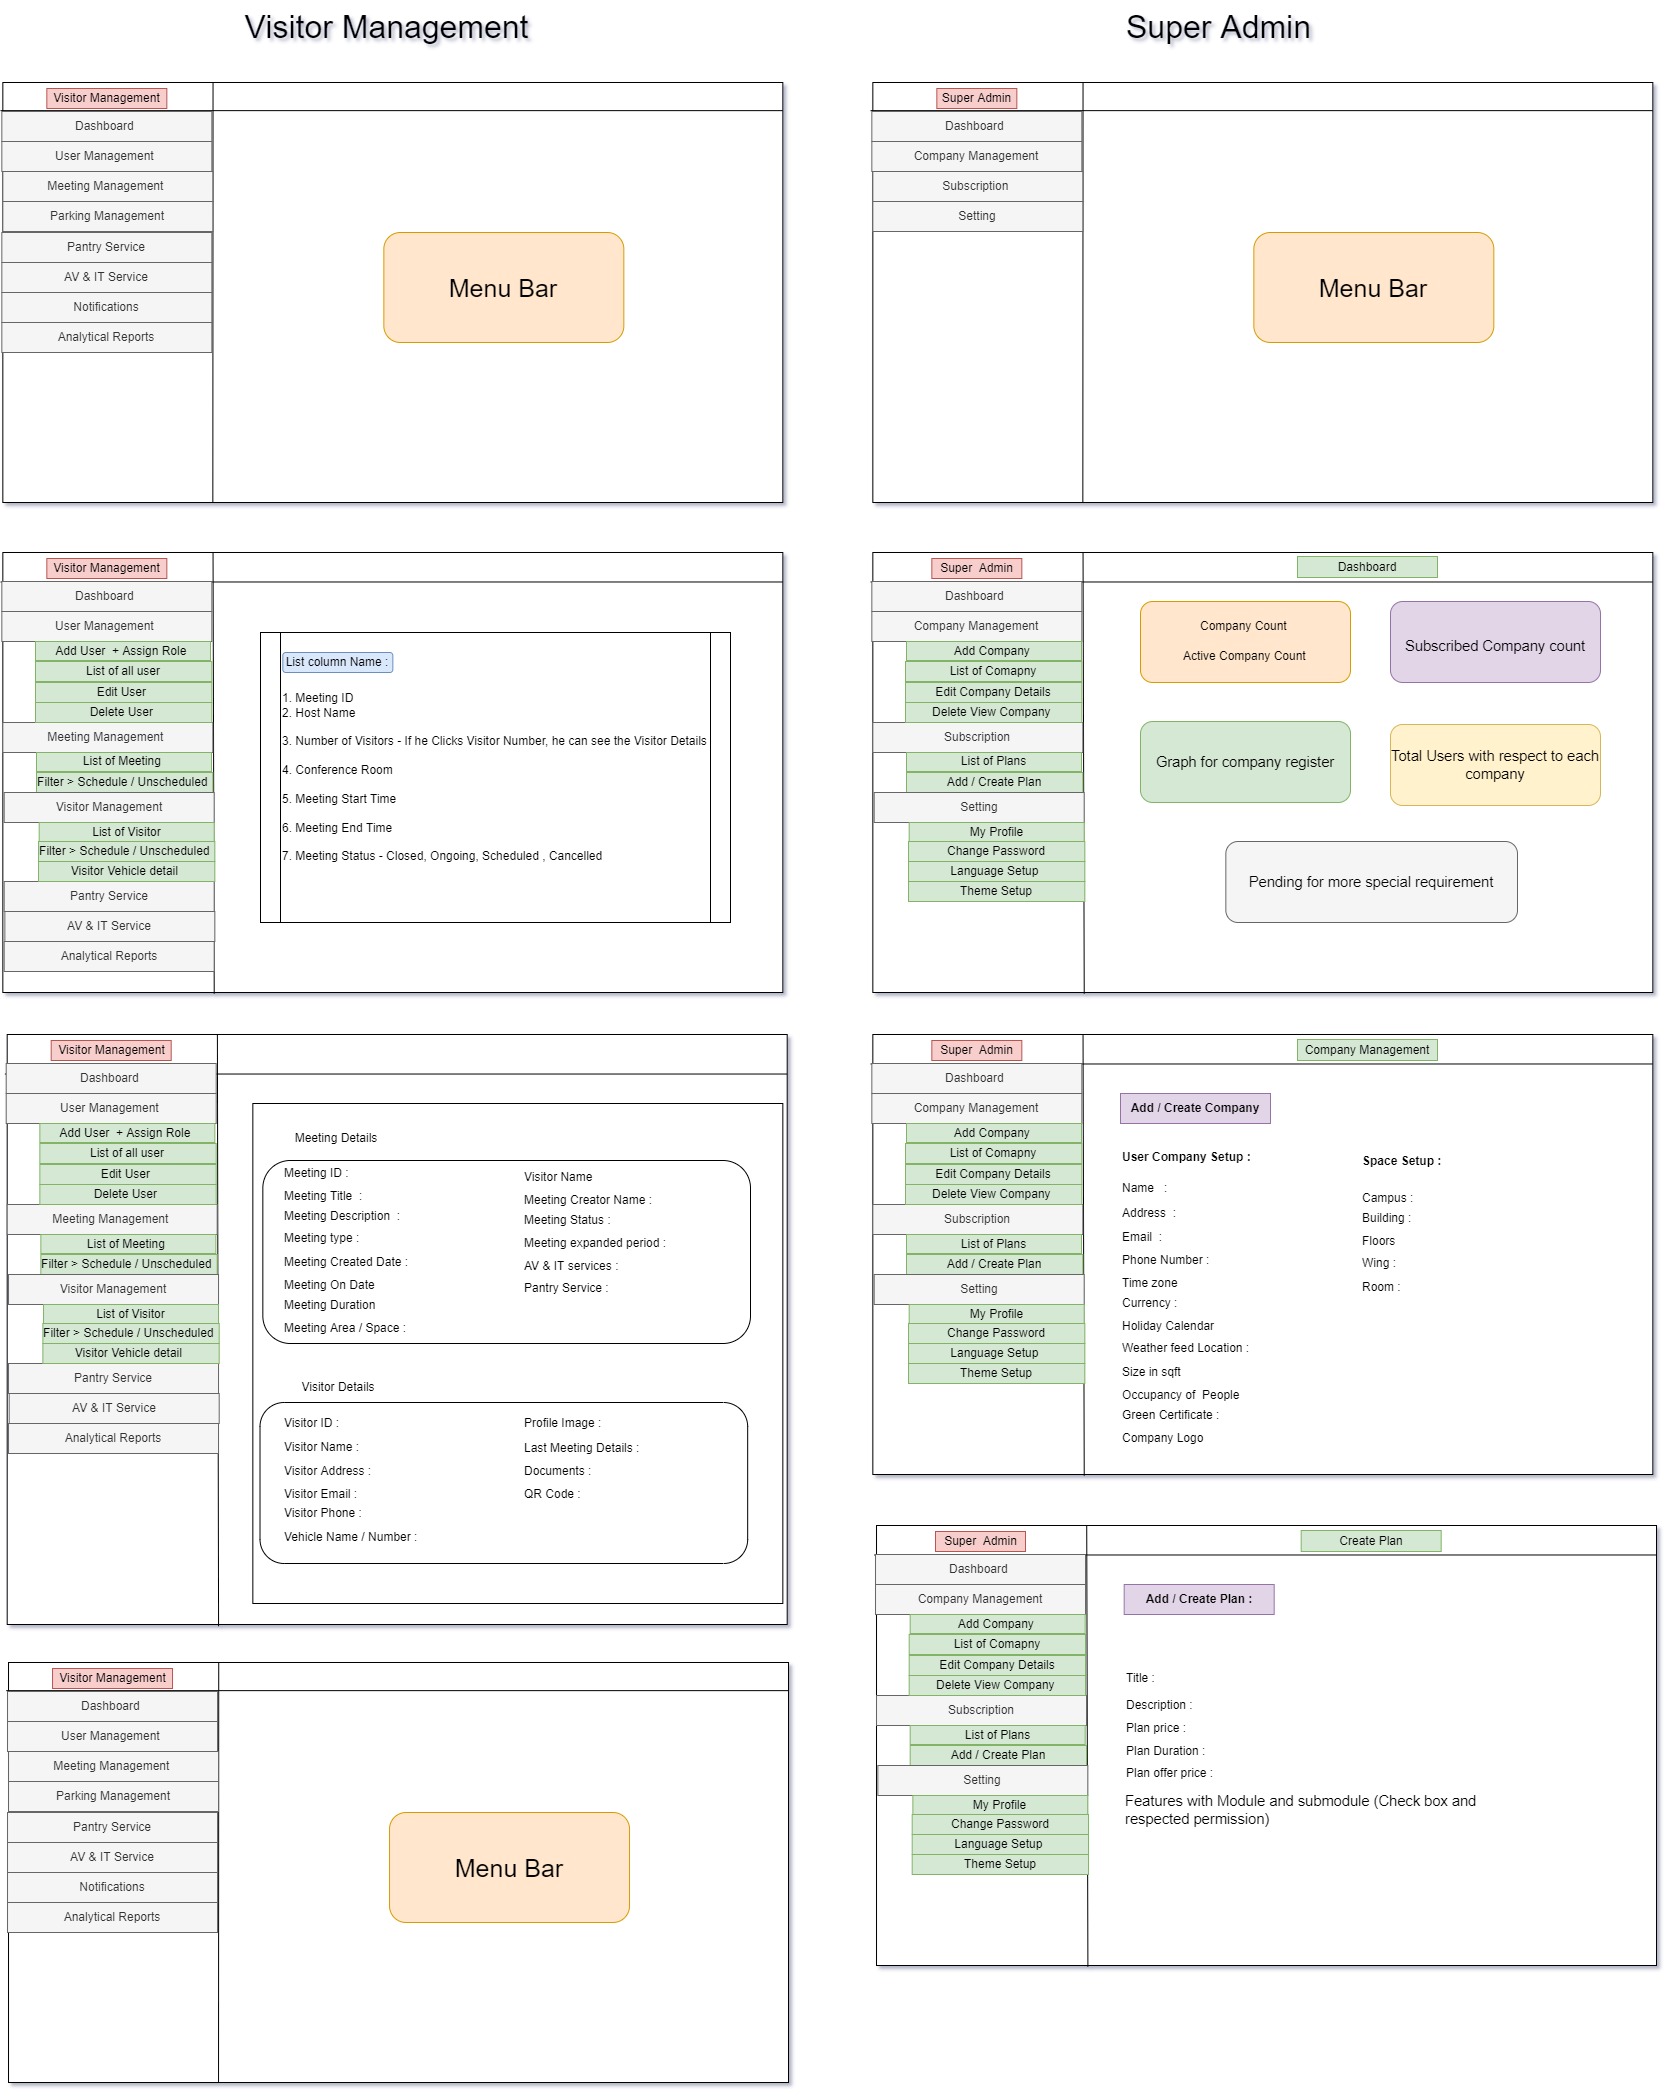 Visitor Management
Super Admin
Visitor Management
Dashboard
User Management
Meeting Management
Parking Management
Pantry Service
AV & IT Service
Notifications
Analytical Reports
Menu Bar
Super Admin
Dashboard
Company Management
Subscription
Setting
Menu Bar
Visitor Management
Dashboard
User Management
Add User + Assign Role
List of all user
Edit User
Delete User
Meeting Management
List of Meeting
Filter > Schedule / Unscheduled
Visitor Management
List of Visitor
Filter > Schedule / Unscheduled
Visitor Vehicle detail
Pantry Service
AV & IT Service
Analytical Reports
List column Name :
1. Meeting ID
2. Host Name
3. Number of Visitors - If he Clicks Visitor Number, he can see the Visitor Details
4. Conference Room
5. Meeting Start Time
6. Meeting End Time
7. Meeting Status - Closed, Ongoing, Scheduled , Cancelled
Super Admin
Dashboard
Company Management
Add Company
List of Comapny
Edit Company Details
Delete View Company
Subscription
List of Plans
Add / Create Plan
Setting
My Profile
Change Password
Language Setup
Theme Setup
Dashboard
Company Count
Active Company Count
Subscribed Company count
Graph for company register
Total Users with respect to each
company
Pending for more special requirement
Visitor Management
Dashboard
User Management
Add User + Assign Role
List of all user
Edit User
Delete User
Meeting Management
List of Meeting
Filter > Schedule / Unscheduled
Visitor Management
List of Visitor
Filter > Schedule / Unscheduled
Visitor Vehicle detail
Pantry Service
AV & IT Service
Analytical Reports
Meeting Details
Meeting ID :
Meeting Title :
Meeting Description :
Meeting type :
Meeting Created Date :
Meeting On Date
Meeting Duration
Meeting Area / Space :
Visitor Name
Meeting Creator Name :
Meeting Status :
Meeting expanded period :
AV & IT services :
Pantry Service :
Visitor Details
Visitor ID :
Visitor Name :
Visitor Address :
Visitor Email :
Visitor Phone :
Vehicle Name / Number :
Profile Image :
Last Meeting Details :
Documents :
QR Code :
Super Admin
Dashboard
Company Management
Add Company
List of Comapny
Edit Company Details
Delete View Company
Subscription
List of Plans
Add / Create Plan
Setting
My Profile
Change Password
Language Setup
Theme Setup
Company Management
Add / Create Company
User Company Setup :
Name :
Address :
Email :
Phone Number :
Time zone
Currency :
Holiday Calendar
Weather feed Location :
Size in sqft
Occupancy of People
Green Certificate :
Company Logo
Space Setup :
Campus :
Building :
Floors
Wing :
Room :
Visitor Management
Dashboard
User Management
Meeting Management
Parking Management
Pantry Service
AV & IT Service
Notifications
Analytical Reports
Menu Bar
Super Admin
Dashboard
Company Management
Add Company
List of Comapny
Edit Company Details
Delete View Company
Subscription
List of Plans
Add / Create Plan
Setting
My Profile
Change Password
Language Setup
Theme Setup
Create Plan
Add / Create Plan :
Title :
Description :
Plan price :
Plan Duration :
Plan offer price :
Features with Module and submodule (Check box and
respected permission)